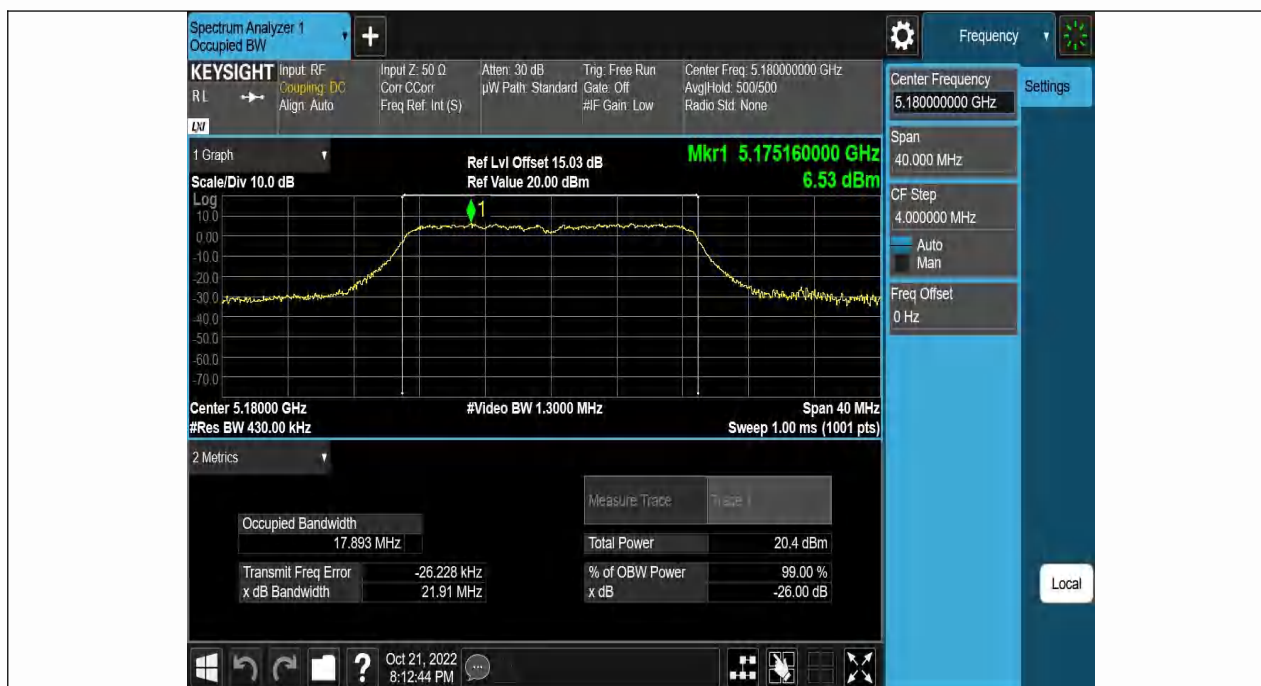 Spectrum Analyzer 1
Occupied BW
+
Frequency
KEYSIGHT
R L
LXI
Input: RF
Coupling: DC
Align: Auto
Input Z: 50 Ω
Corr CCorr
Freq Ref: Int (S)
Atten: 30 dB
µW Path: Standard
Trig: Free Run
Gate: Off
#IF Gain: Low
Center Freq: 5.180000000 GHz
Avg|Hold: 500/500
Radio Std: None
Center Frequency
5.180000000 GHz
Settings
Span
40.000 MHz
CF Step
4.000000 MHz
Auto
Man
Freq Offset
0 Hz
Local
1 Graph
Scale/Div 10.0 dB
Ref Lvl Offset 15.03 dB
Ref Value 20.00 dBm
Mkr1 5.175160000 GHz
6.53 dBm
Log
10.0
0.00
-10.0
-20.0
-30.0
-40.0
-50.0
-60.0
-70.0
1
Center 5.18000 GHz
#Res BW 430.00 kHz
#Video BW 1.3000 MHz
Span 40 MHz
Sweep 1.00 ms (1001 pts)
2 Metrics
Measure Trace Trace 1
Occupied Bandwidth
17.893 MHz
Total Power 20.4 dBm
Transmit Freq Error -26.228 kHz
% of OBW Power 99.00 %
x dB Bandwidth 21.91 MHz
x dB -26.00 dB
?
Oct 21, 2022
8:12:44 PM